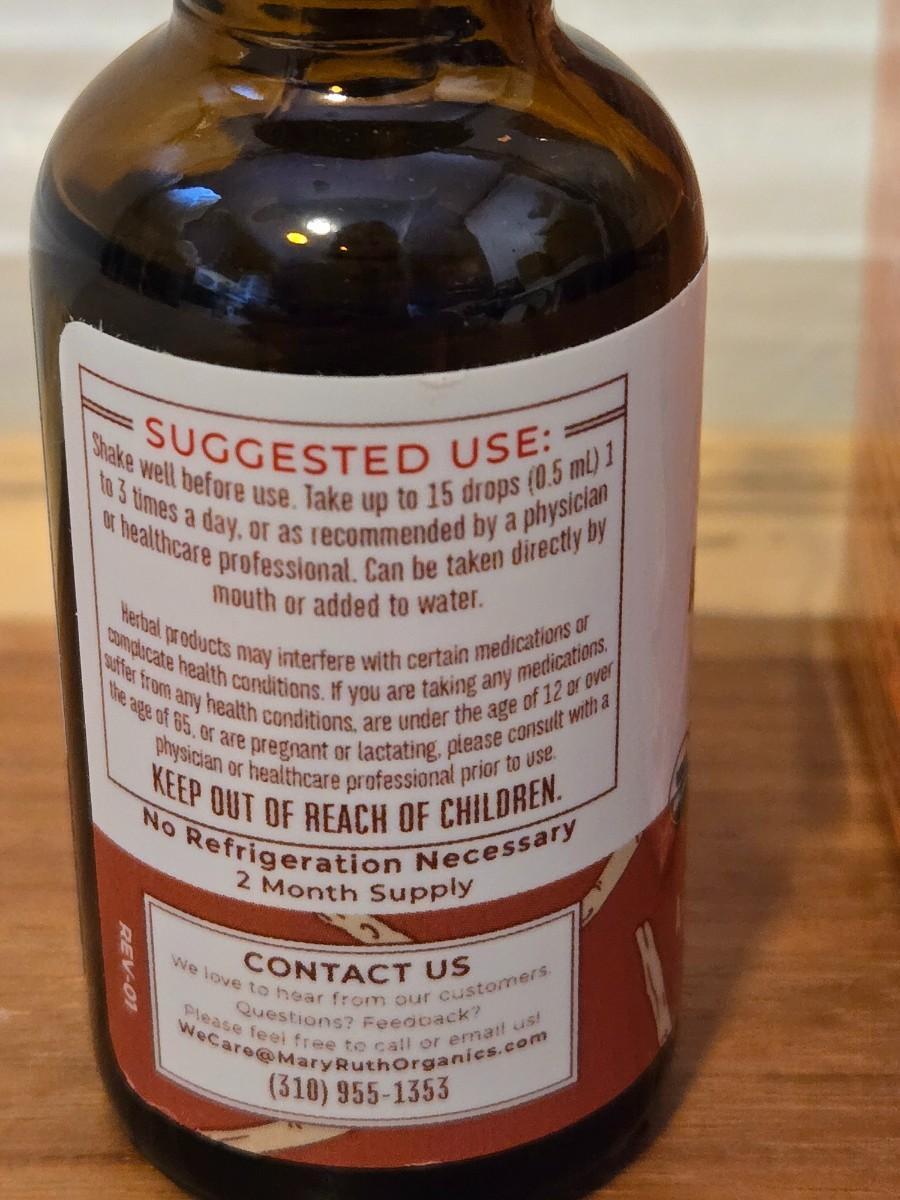 SUGGESTED USE:
Shake well before use. Take up to 15 drops (0.5 mL) 1
to 3 times a day, or as recommended by a physician
or healthcare professional. Can be taken directly by
mouth or added to water.
Herbal products may interfere with certain medications or
complicate health conditions. If you are taking any medications,
suffer from any health conditions, are under the age of 12 or over
the age of 65, or are pregnant or lactating, please consult with a
physician or healthcare professional prior to use.
KEEP OUT OF REACH OF CHILDREN.
No Refrigeration Necessary
2 Month Supply
REV-01
CONTACT US
We love to hear from our customers.
Questions? Feedback?
Please feel free to call or email us!
WeCare@MaryRuthOrganics.com
(310) 955-1353